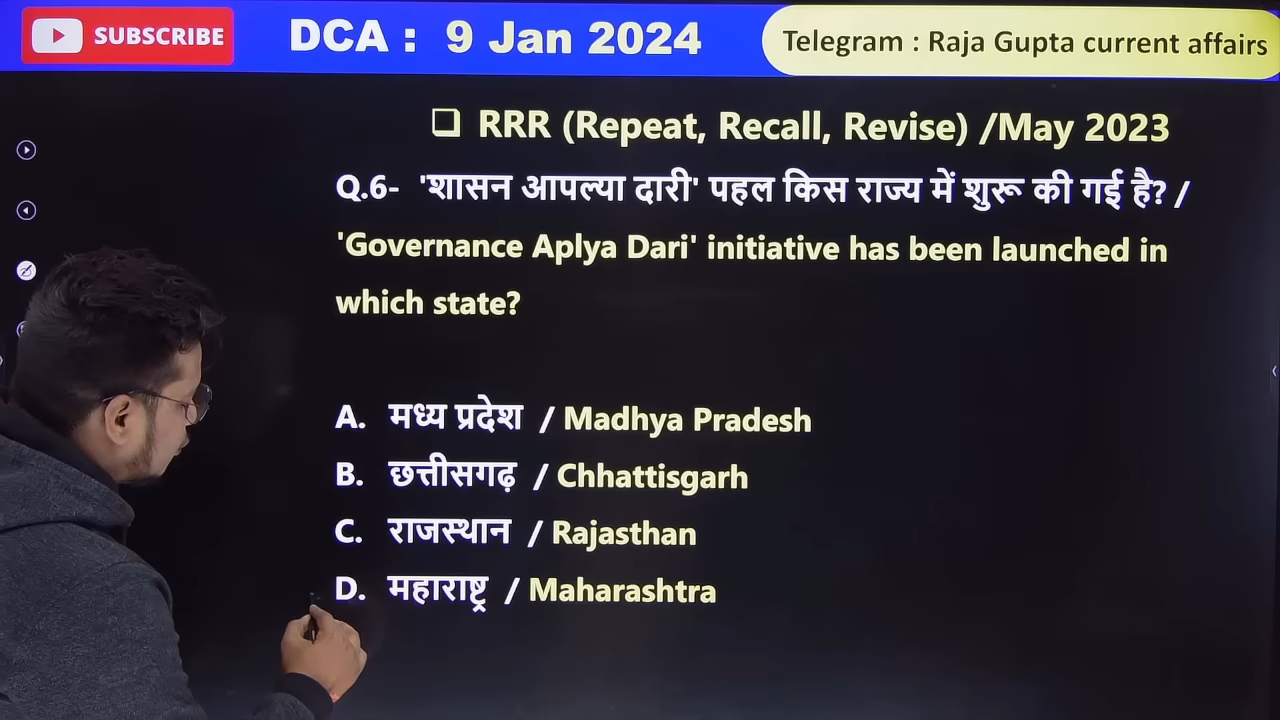 SUBSCRIBE
DCA : 9 Jan 2024
Telegram : Raja Gupta current affairs
❑ RRR (Repeat, Recall, Revise) /May 2023
Q.6- 'शासन आपल्या दारी' पहल किस राज्य में शुरू की गई है? /
'Governance Aplya Dari' initiative has been launched in
which state?
A. मध्य प्रदेश / Madhya Pradesh
B. छत्तीसगढ़ / Chhattisgarh
C. राजस्थान / Rajasthan
D. महाराष्ट्र / Maharashtra